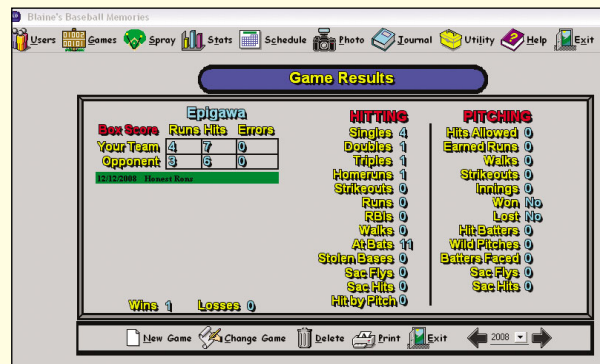 Blaine's Baseball Memories
Users Games Spray Stats Schedule Photo Journal Utility Help Exit
Game Results
Epigawa
Box Score Runs Hits Errors
Your Team 4 7 0
Opponent 3 6 0
12/12/2008 Honest Runs
Wins 1 Losses 0
HITTING
Singles 4
Doubles 1
Triples 1
Homeruns 1
Strikeouts 0
Runs 0
RBIs 0
Walks 0
At Bats 11
Stolen Bases 0
Sac Flys 0
Sac Hits 0
Hit by Pitch 0
PITCHING
Hits Allowed 0
Earned Runs 0
Walks 0
Strikeouts 0
Innings 0
Won No
Lost No
Hit Batters 0
Wild Pitches 0
Batters Faced 0
Sac Flys 0
Sac Hits 0
New Game Change Game Delete Print Exit 2008